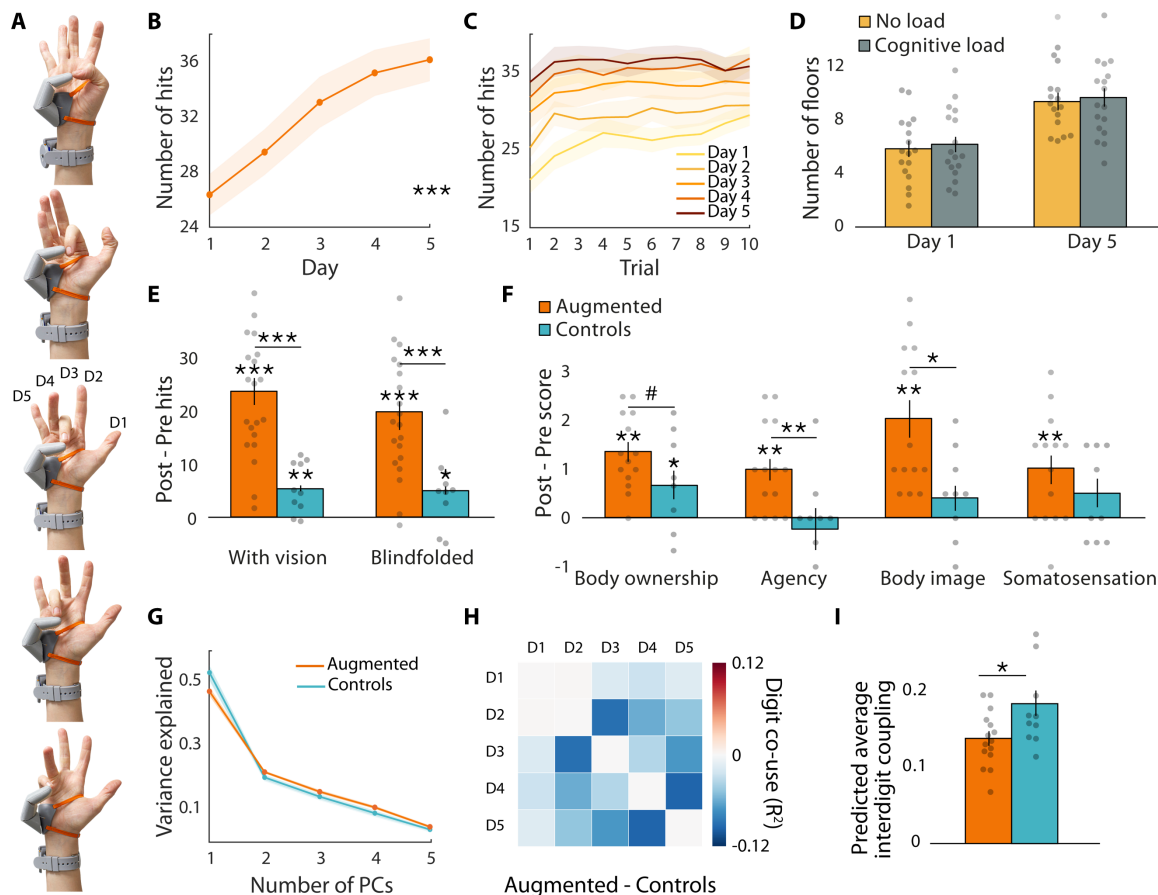 A
D3
D4
D2
D5
D1
B
Number of hits
36
32
28
24
1 2 3 4 5
Day
***
C
Number of hits
35
25
15
Day 1
Day 2
Day 3
Day 4
Day 5
1 2 3 4 5 6 7 8 9 10
Trial
D
No load
Cognitive load
Number of floors
12
8
4
0
Day 1 Day 5
E
Post - Pre hits
30
20
10
0
***
***
**
***
***
*
With vision Blindfolded
F
Augmented
Controls
Post - Pre score
3
2
1
0
-1
#
**
*
**
**
*
**
**
Body ownership Agency Body image Somatosensation
G
Variance explained
0.5
0.3
0.1
Augmented
Controls
1 2 3 4 5
Number of PCs
H
D1 D2 D3 D4 D5
D1
D2
D3
D4
D5
0.12
0
-0.12
Digit co-use (R²)
Augmented - Controls
I
Predicted average
interdigit coupling
0.2
0.1
0
*